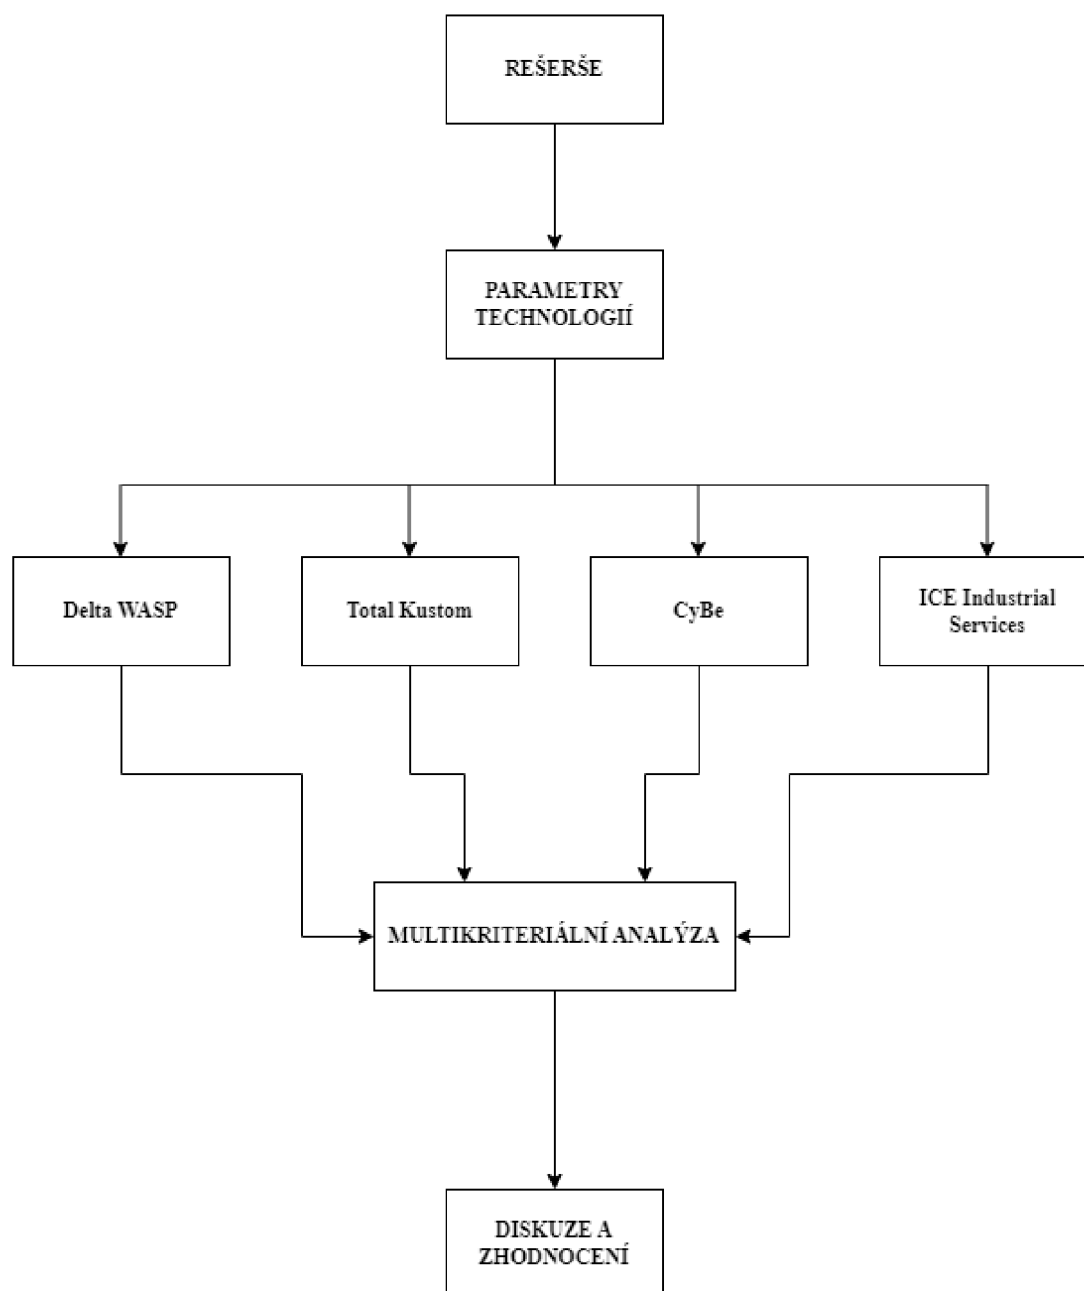 REŠERŠE
PARAMETRY
TECHNOLOGIÍ
Delta WASP
Total Kustom
CyBe
ICE Industrial
Services
MULTIKRITERIÁLNÍ ANALÝZA
DISKUZE A
ZHODNOCENÍ